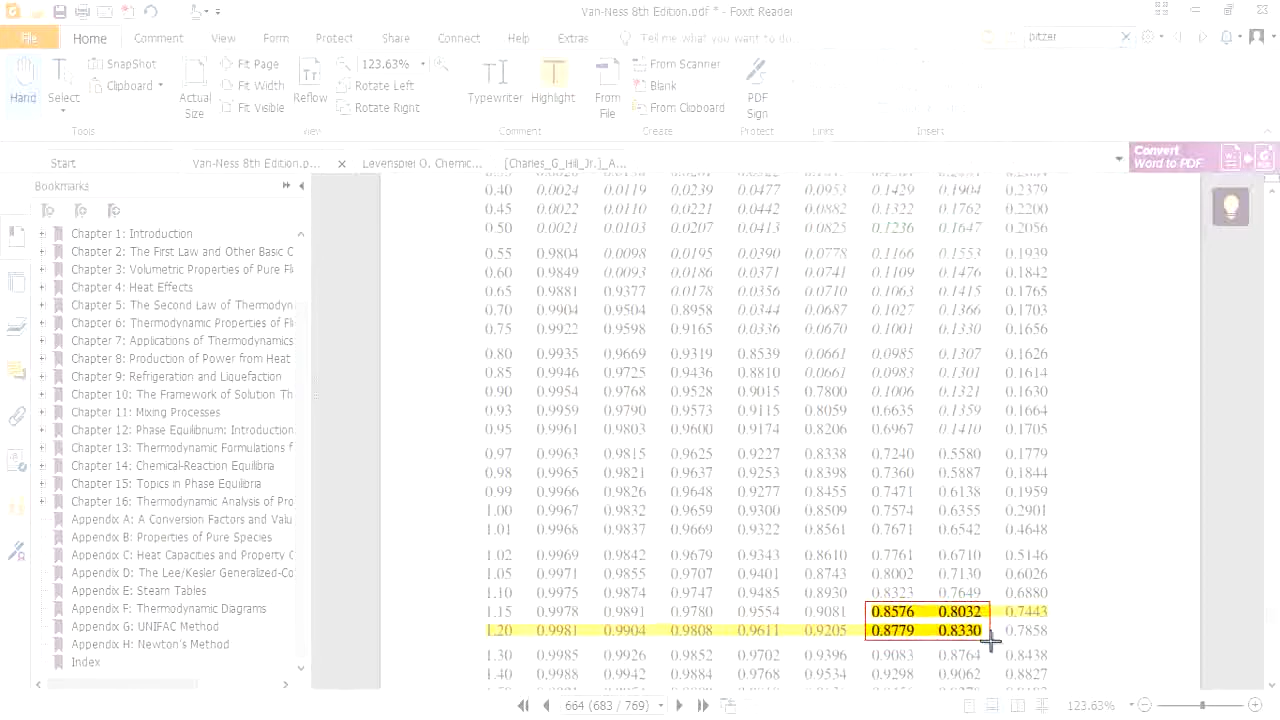 Van-Ness 8th Edition.pdf * - Foxit Reader
File Home Comment View Form Protect Share Connect Help Extras Tell me what you want to do... pitzer
Hand
Select
SnapShot
Clipboard
Actual Size
Fit Page
Fit Width
Fit Visible
Reflow
123.63%
Rotate Left
Rotate Right
Typewriter
Highlight
From File
From Scanner
Blank
From Clipboard
PDF Sign
Tools View Comment Create Protect Links Insert
Start Van-Ness 8th Edition.p... Levenspiel O. Chemic... (Charles_G_Hill_Jr.)_A...
Convert
Word to PDF
Bookmarks
Chapter 1: Introduction
Chapter 2: The First Law and Other Basic C
Chapter 3: Volumetric Properties of Pure Fl
Chapter 4: Heat Effects
Chapter 5: The Second Law of Thermodyn
Chapter 6: Thermodynamic Properties of Fl
Chapter 7: Applications of Thermodynamics
Chapter 8: Production of Power from Heat
Chapter 9: Refrigeration and Liquefaction
Chapter 10: The Framework of Solution Th
Chapter 11: Mixing Processes
Chapter 12: Phase Equilibrium: Introduction
Chapter 13: Thermodynamic Formulations f
Chapter 14: Chemical-Reaction Equilibria
Chapter 15: Topics in Phase Equilibria
Chapter 16: Thermodynamic Analysis of Pro
Appendix A: A Conversion Factors and Valu
Appendix B: Properties of Pure Species
Appendix C: Heat Capacities and Property C
Appendix D: The Lee/Kesler Generalized-Co
Appendix E: Steam Tables
Appendix F: Thermodynamic Diagrams
Appendix G: UNIFAC Method
Appendix H: Newton's Method
Index
0.40 0.0024 0.0119 0.0239 0.0477 0.0953 0.1429 0.1904 0.2379
0.45 0.0022 0.0110 0.0221 0.0442 0.0882 0.1322 0.1762 0.2200
0.50 0.0021 0.0103 0.0207 0.0413 0.0825 0.1236 0.1647 0.2056
0.55 0.9804 0.0098 0.0195 0.0390 0.0778 0.1166 0.1553 0.1939
0.60 0.9849 0.0093 0.0186 0.0371 0.0741 0.1109 0.1476 0.1842
0.65 0.9881 0.9377 0.0178 0.0356 0.0710 0.1063 0.1415 0.1765
0.70 0.9904 0.9504 0.8958 0.0344 0.0687 0.1027 0.1366 0.1703
0.75 0.9922 0.9598 0.9165 0.0336 0.0670 0.1001 0.1330 0.1656
0.80 0.9935 0.9669 0.9319 0.8539 0.0661 0.0985 0.1307 0.1626
0.85 0.9946 0.9725 0.9436 0.8810 0.0661 0.0983 0.1301 0.1614
0.90 0.9954 0.9768 0.9528 0.9015 0.7800 0.1006 0.1321 0.1630
0.93 0.9959 0.9790 0.9573 0.9115 0.8059 0.6635 0.1359 0.1664
0.95 0.9961 0.9803 0.9600 0.9174 0.8206 0.6967 0.1410 0.1705
0.97 0.9963 0.9815 0.9625 0.9227 0.8338 0.7240 0.5580 0.1779
0.98 0.9965 0.9821 0.9637 0.9253 0.8398 0.7360 0.5887 0.1844
0.99 0.9966 0.9826 0.9648 0.9277 0.8455 0.7471 0.6138 0.1959
1.00 0.9967 0.9832 0.9659 0.9300 0.8509 0.7574 0.6355 0.2901
1.01 0.9968 0.9837 0.9669 0.9322 0.8561 0.7671 0.6542 0.4648
1.02 0.9969 0.9842 0.9679 0.9343 0.8610 0.7761 0.6710 0.5146
1.05 0.9971 0.9855 0.9707 0.9401 0.8743 0.8002 0.7130 0.6026
1.10 0.9975 0.9874 0.9747 0.9485 0.8930 0.8323 0.7649 0.6880
1.15 0.9978 0.9891 0.9780 0.9554 0.9081 0.8576 0.8032 0.7443
1.20 0.9981 0.9904 0.9808 0.9611 0.9205 0.8779 0.8330 0.7858
1.30 0.9985 0.9926 0.9852 0.9702 0.9396 0.9083 0.8764 0.8438
1.40 0.9988 0.9942 0.9884 0.9768 0.9534 0.9298 0.9062 0.8827
664 (683 / 769) 123.63%